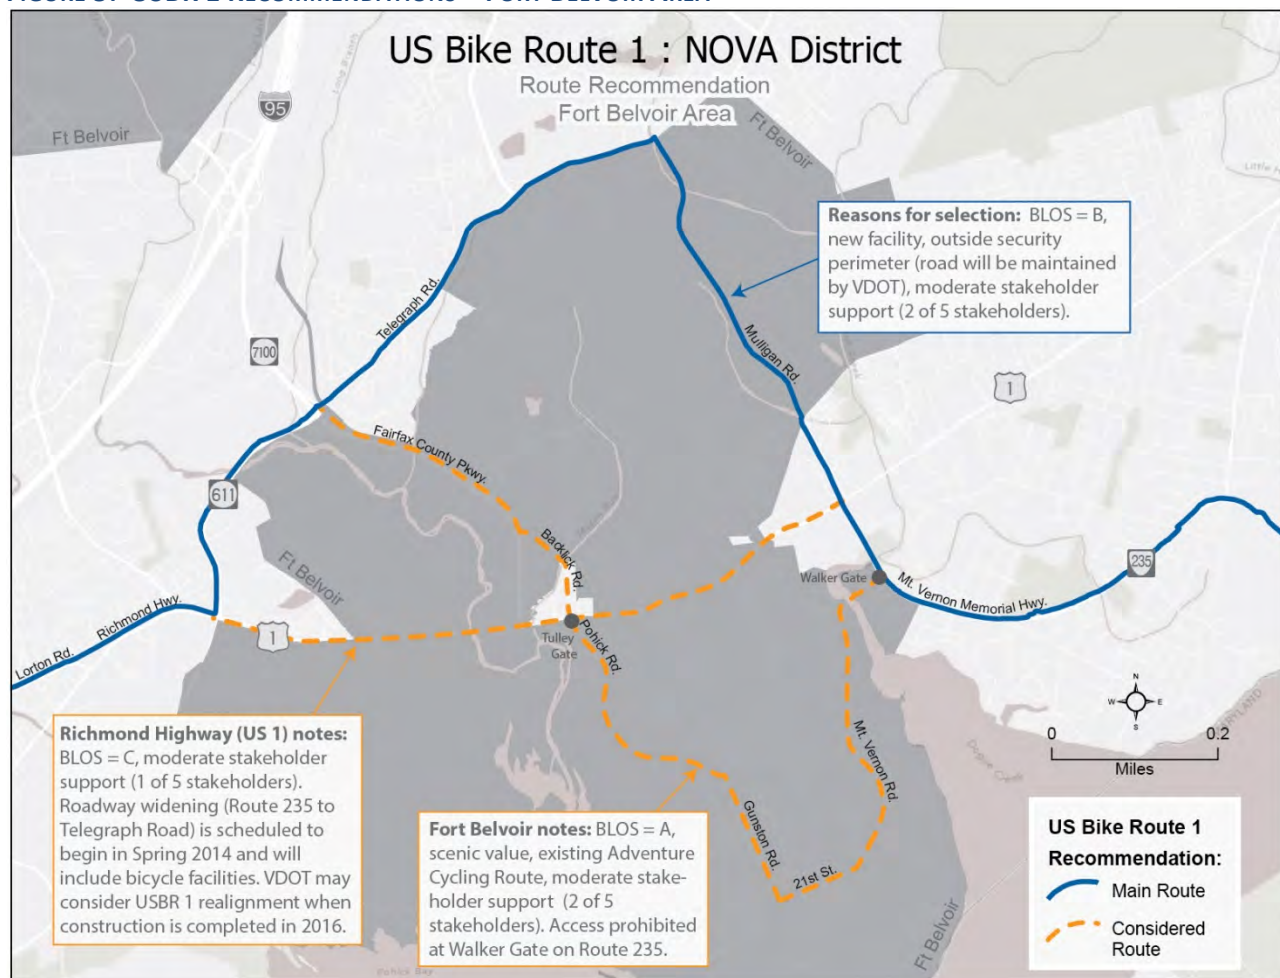 US Bike Route 1 : NOVA District
Route Recommendation
Fort Belvoir Area
95
Ft Belvoir
Ft Belvoir
Long Branch
Reasons for selection: BLOS = B,
new facility, outside security
perimeter (road will be maintained
by VDOT), moderate stakeholder
support (2 of 5 stakeholders).
Telegraph Rd.
7100
Mulligan Rd.
1
Fairfax County Pkwy.
611
Backlick Rd.
235
Ft Belvoir
Walker Gate
Mt. Vernon Memorial Hwy.
Richmond Hwy.
Lorton Rd.
1
Tulley
Gate
Pohick Rd.
N
W
E
S
0
0.2
Miles
Richmond Highway (US 1) notes:
BLOS = C, moderate stakeholder
support (1 of 5 stakeholders).
Roadway widening (Route 235 to
Telegraph Road) is scheduled to
begin in Spring 2014 and will
include bicycle facilities. VDOT may
consider USBR 1 realignment when
construction is completed in 2016.
Mt. Vernon Rd.
Gunston Rd.
21st St.
Fort Belvoir notes: BLOS = A,
scenic value, existing Adventure
Cycling Route, moderate stake-
holder support (2 of 5
stakeholders). Access prohibited
at Walker Gate on Route 235.
Dogue Creek
Ft Belvoir
Pohick Bay
US Bike Route 1
Recommendation:
Main Route
Considered
Route